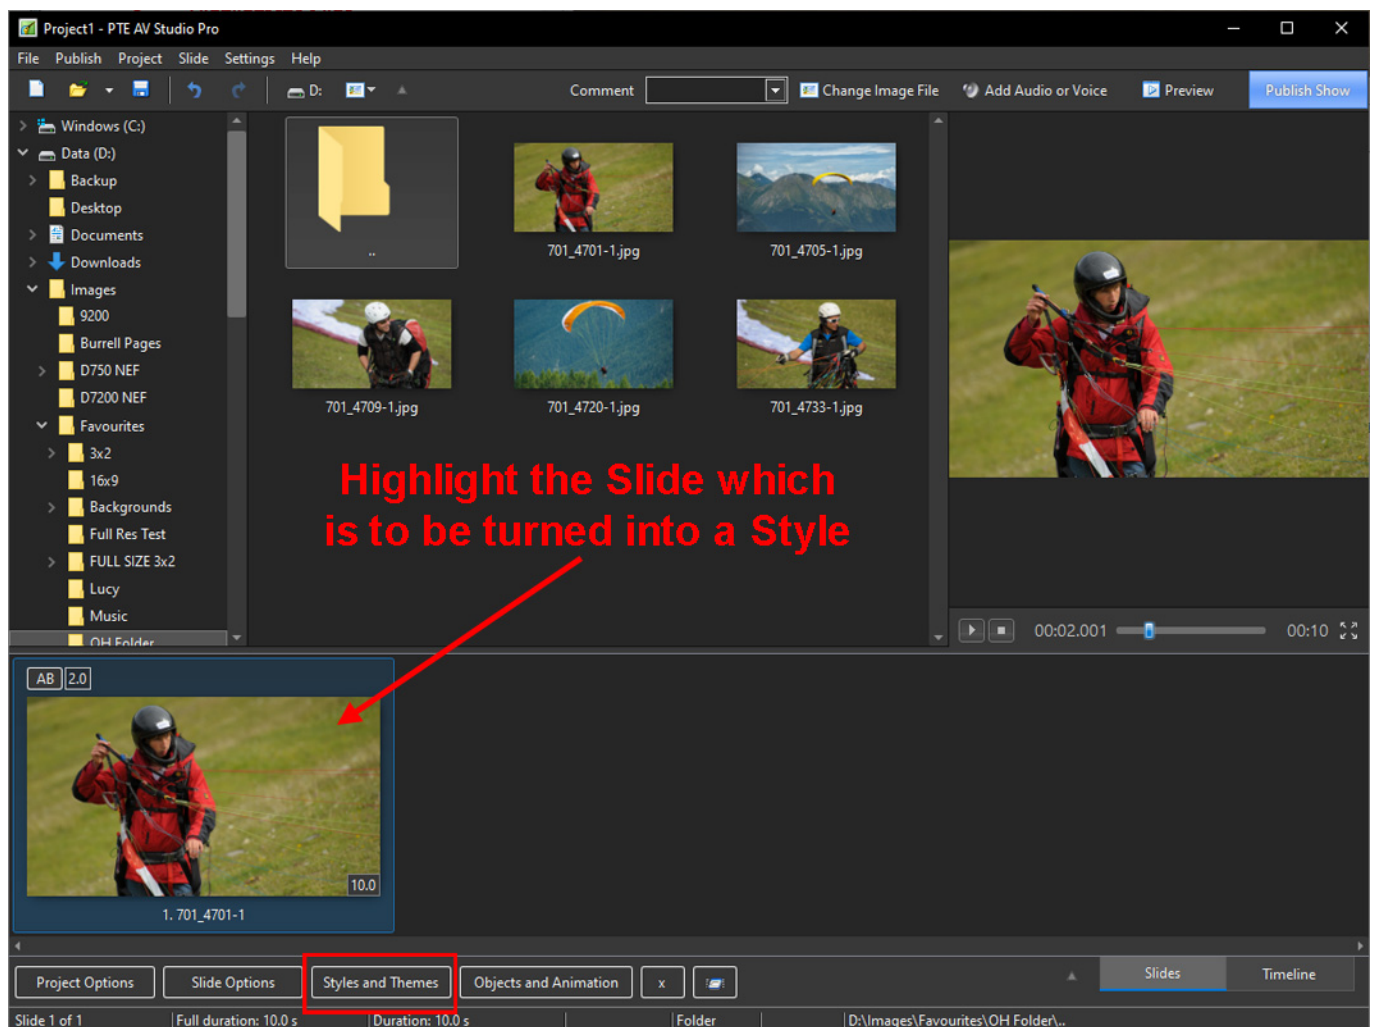 Project1 - PTE AV Studio Pro
File Publish Project Slide Settings Help
D: Comment Change Image File Add Audio or Voice Preview Publish Show
Windows (C:)
Data (D:)
Backup
Desktop
Documents
Downloads
Images
9200
Burrell Pages
D750 NEF
D7200 NEF
Favourites
3x2
16x9
Backgrounds
Full Res Test
FULL SIZE 3x2
Lucy
Music
OH Folder
..
701_4701-1.jpg
701_4705-1.jpg
701_4709-1.jpg
701_4720-1.jpg
701_4733-1.jpg
Highlight the Slide which
is to be turned into a Style
00:02.001 00:10
AB 2.0
10.0
1. 701_4701-1
Project Options Slide Options Styles and Themes Objects and Animation x Slides Timeline
Slide 1 of 1 Full duration: 10.0 s Duration: 10.0 s Folder D:\Images\Favourites\OH Folder\..